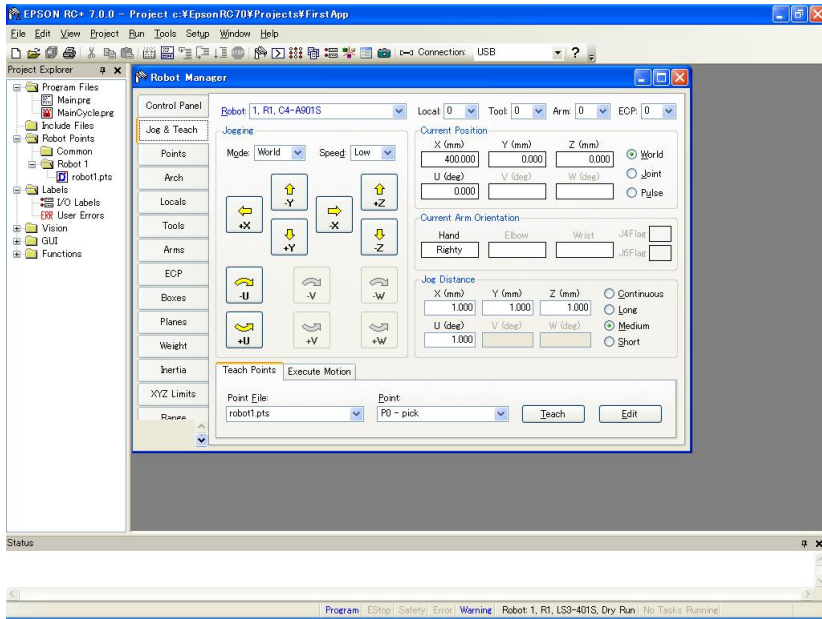 EPSON RC+ 7.0.0 - Project c:¥EpsonRC70¥Projects¥FirstApp
File Edit View Project Run Tools Setup Window Help
Connection: USB
Project Explorer
Program Files
Main.prg
MainCycle.prg
Include Files
Robot Points
Common
Robot 1
robot1.pts
Labels
I/O Labels
ERR User Errors
Vision
GUI
Functions
Robot Manager
Control Panel
Jog & Teach
Points
Arch
Locals
Tools
Arms
ECP
Boxes
Planes
Weight
Inertia
XYZ Limits
Range
Robot: 1, R1, C4-A901S Local: 0 Tool: 0 Arm: 0 ECP: 0
Jogging
Mode: World Speed: Low
-Y +Z
+X -X
+Y -Z
-U -V -W
+U +V +W
Current Position
X (mm) Y (mm) Z (mm)
400.000 0.000 0.000 World
U (deg) V (deg) W (deg) Joint
0.000 Pulse
Current Arm Orientation
Hand Elbow Wrist J4Flag
Righty J6Flag
Jog Distance
X (mm) Y (mm) Z (mm) Continuous
1.000 1.000 1.000 Long
U (deg) V (deg) W (deg) Medium
1.000 Short
Teach Points Execute Motion
Point File: Point:
robot1.pts P0 - pick Teach Edit
Status
Program EStop Safety Error Warning Robot: 1, R1, LS3-401S, Dry Run No Tasks Running